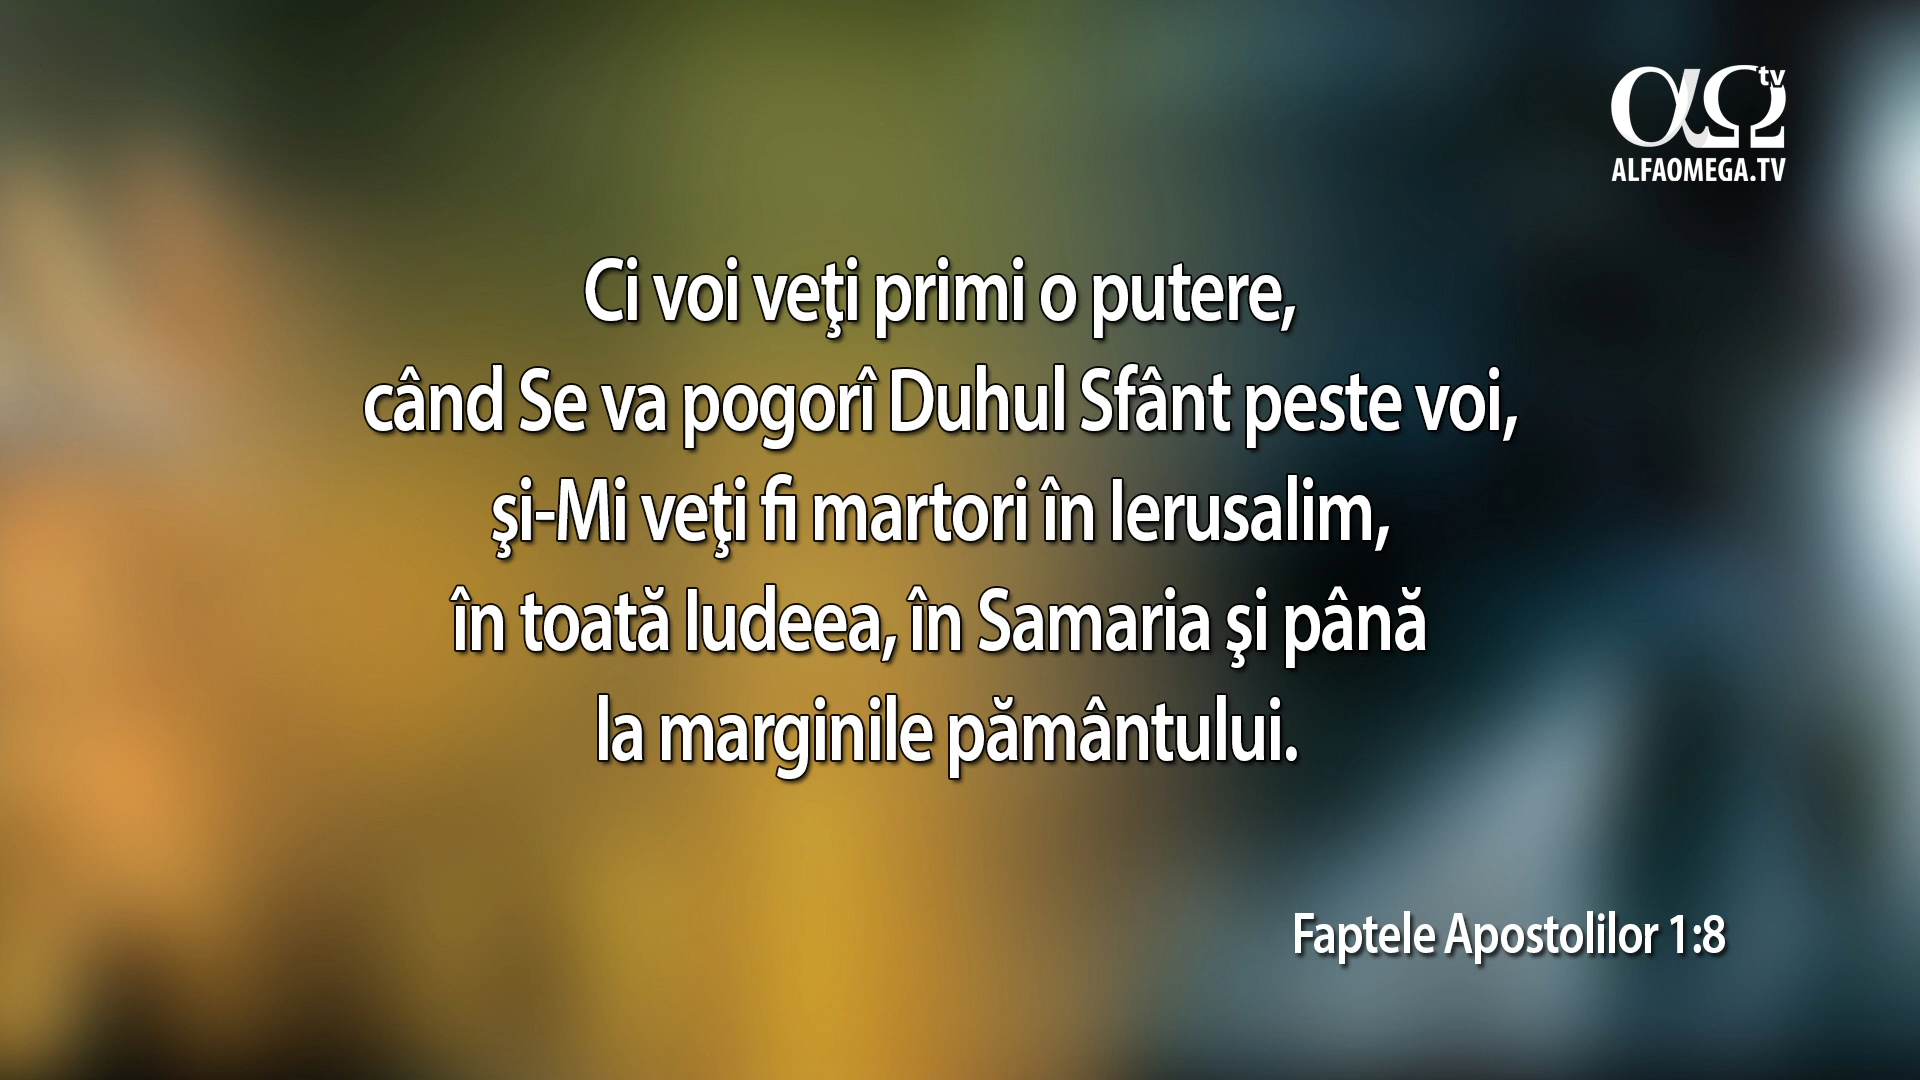 tv
ALFAOMEGA.TV
Ci voi veţi primi o putere,
când Se va pogorî Duhul Sfânt peste voi,
şi-Mi veţi fi martori în Ierusalim,
în toată Iudeea, în Samaria şi până
la marginile pământului.
Faptele Apostolilor 1:8